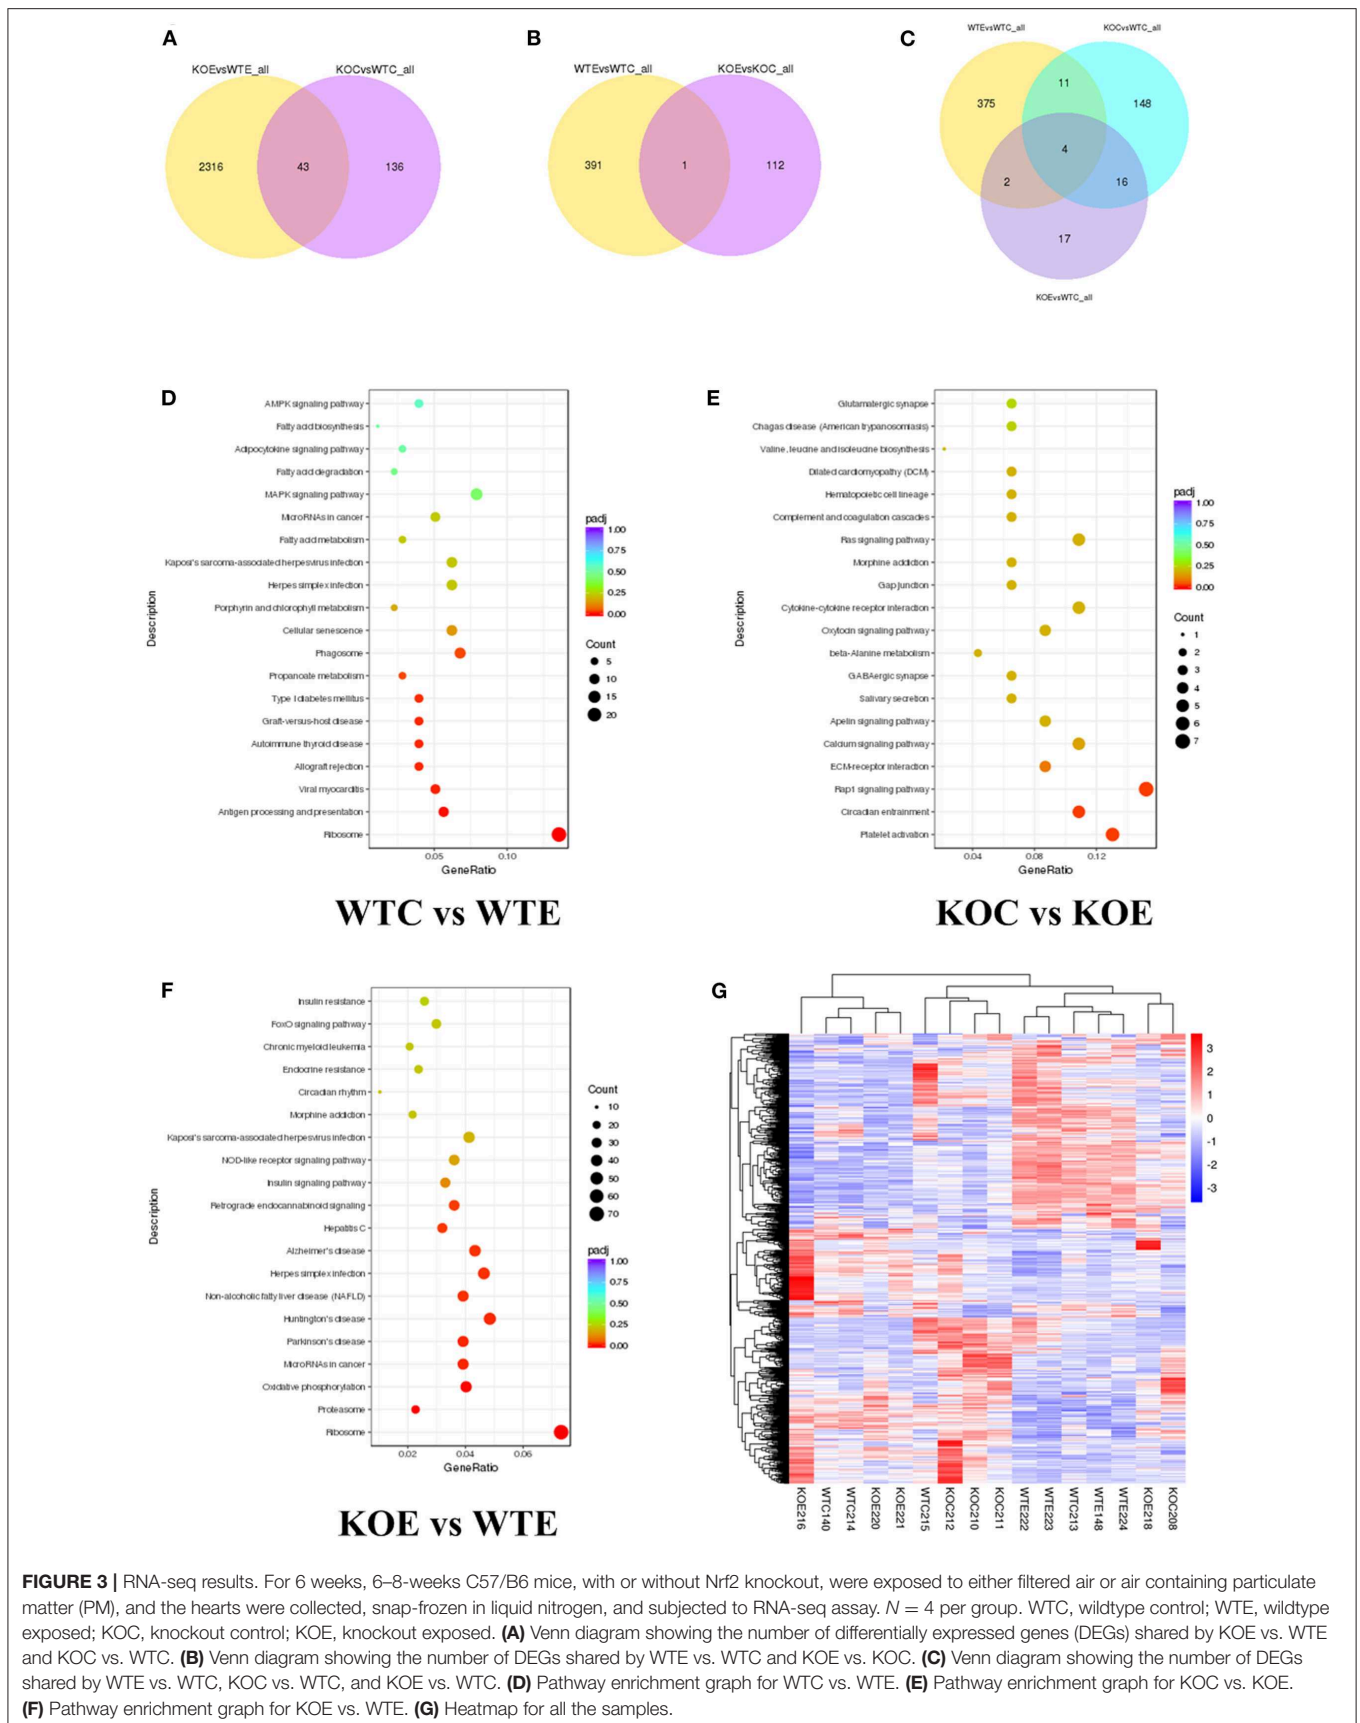 A
KOEvsWTE_all
KOCvsWTC_all
2316
43
136
B
WTEvsWTC_all
KOEvsKOC_all
391
1
112
C
WTEvsWTC_all
KOCvsWTC_all
11
375
148
4
2
16
17
KOEvsWTC_all
D
Description
AMPK signaling pathway
Fatty acid biosynthesis
Adipocytokine signaling pathway
Fatty acid degradation
MAPK signaling pathway
MicroRNAs in cancer
Fatty acid metabolism
Kaposi's sarcoma-associated herpesvirus infection
Herpes simplex infection
Porphyrin and chlorophyll metabolism
Cellular senescence
Phagosome
Propanoate metabolism
Type I diabetes mellitus
Graft-versus-host disease
Autoimmune thyroid disease
Allograft rejection
Viral myocarditis
Antigen processing and presentation
Ribosome
0.05 0.10
GeneRatio
padj
1.00
0.75
0.50
0.25
0.00
Count
5
10
15
20
WTC vs WTE
E
Description
Glutamatergic synapse
Chagas disease (American trypanosomiasis)
Valine, leucine and isoleucine biosynthesis
Dilated cardiomyopathy (DCM)
Hematopoietic cell lineage
Complement and coagulation cascades
Ras signaling pathway
Morphine addiction
Gap junction
Cytokine-cytokine receptor interaction
Oxytocin signaling pathway
beta-Alanine metabolism
GABAergic synapse
Salivary secretion
Apelin signaling pathway
Calcium signaling pathway
ECM-receptor interaction
Rap1 signaling pathway
Circadian entrainment
Platelet activation
0.04 0.08 0.12
GeneRatio
padj
1.00
0.75
0.50
0.25
0.00
Count
1
2
3
4
5
6
7
KOC vs KOE
F
Description
Insulin resistance
FoxO signaling pathway
Chronic myeloid leukemia
Endocrine resistance
Circadian rhythm
Morphine addiction
Kaposi's sarcoma-associated herpesvirus infection
NOD-like receptor signaling pathway
Insulin signaling pathway
Retrograde endocannabinoid signaling
Hepatitis C
Alzheimer's disease
Herpes simplex infection
Non-alcoholic fatty liver disease (NAFLD)
Huntington's disease
Parkinson's disease
MicroRNAs in cancer
Oxidative phosphorylation
Proteasome
Ribosome
0.02 0.04 0.06
GeneRatio
Count
10
20
30
40
50
60
70
padj
1.00
0.75
0.50
0.25
0.00
KOE vs WTE
G
3
2
1
0
-1
-2
-3
KOE216
WTC140
WTC214
KOE220
KOE221
WTC215
KOC212
KOC210
KOC211
WTE222
WTE223
WTC213
WTE148
WTE224
KOE218
KOC208
FIGURE 3 | RNA-seq results. For 6 weeks, 6–8-weeks C57/B6 mice, with or without Nrf2 knockout, were exposed to either filtered air or air containing particulate
matter (PM), and the hearts were collected, snap-frozen in liquid nitrogen, and subjected to RNA-seq assay. N = 4 per group. WTC, wildtype control; WTE, wildtype
exposed; KOC, knockout control; KOE, knockout exposed. (A) Venn diagram showing the number of differentially expressed genes (DEGs) shared by KOE vs. WTE
and KOC vs. WTC. (B) Venn diagram showing the number of DEGs shared by WTE vs. WTC and KOE vs. KOC. (C) Venn diagram showing the number of DEGs
shared by WTE vs. WTC, KOC vs. WTC, and KOE vs. WTC. (D) Pathway enrichment graph for WTC vs. WTE. (E) Pathway enrichment graph for KOC vs. KOE.
(F) Pathway enrichment graph for KOE vs. WTE. (G) Heatmap for all the samples.